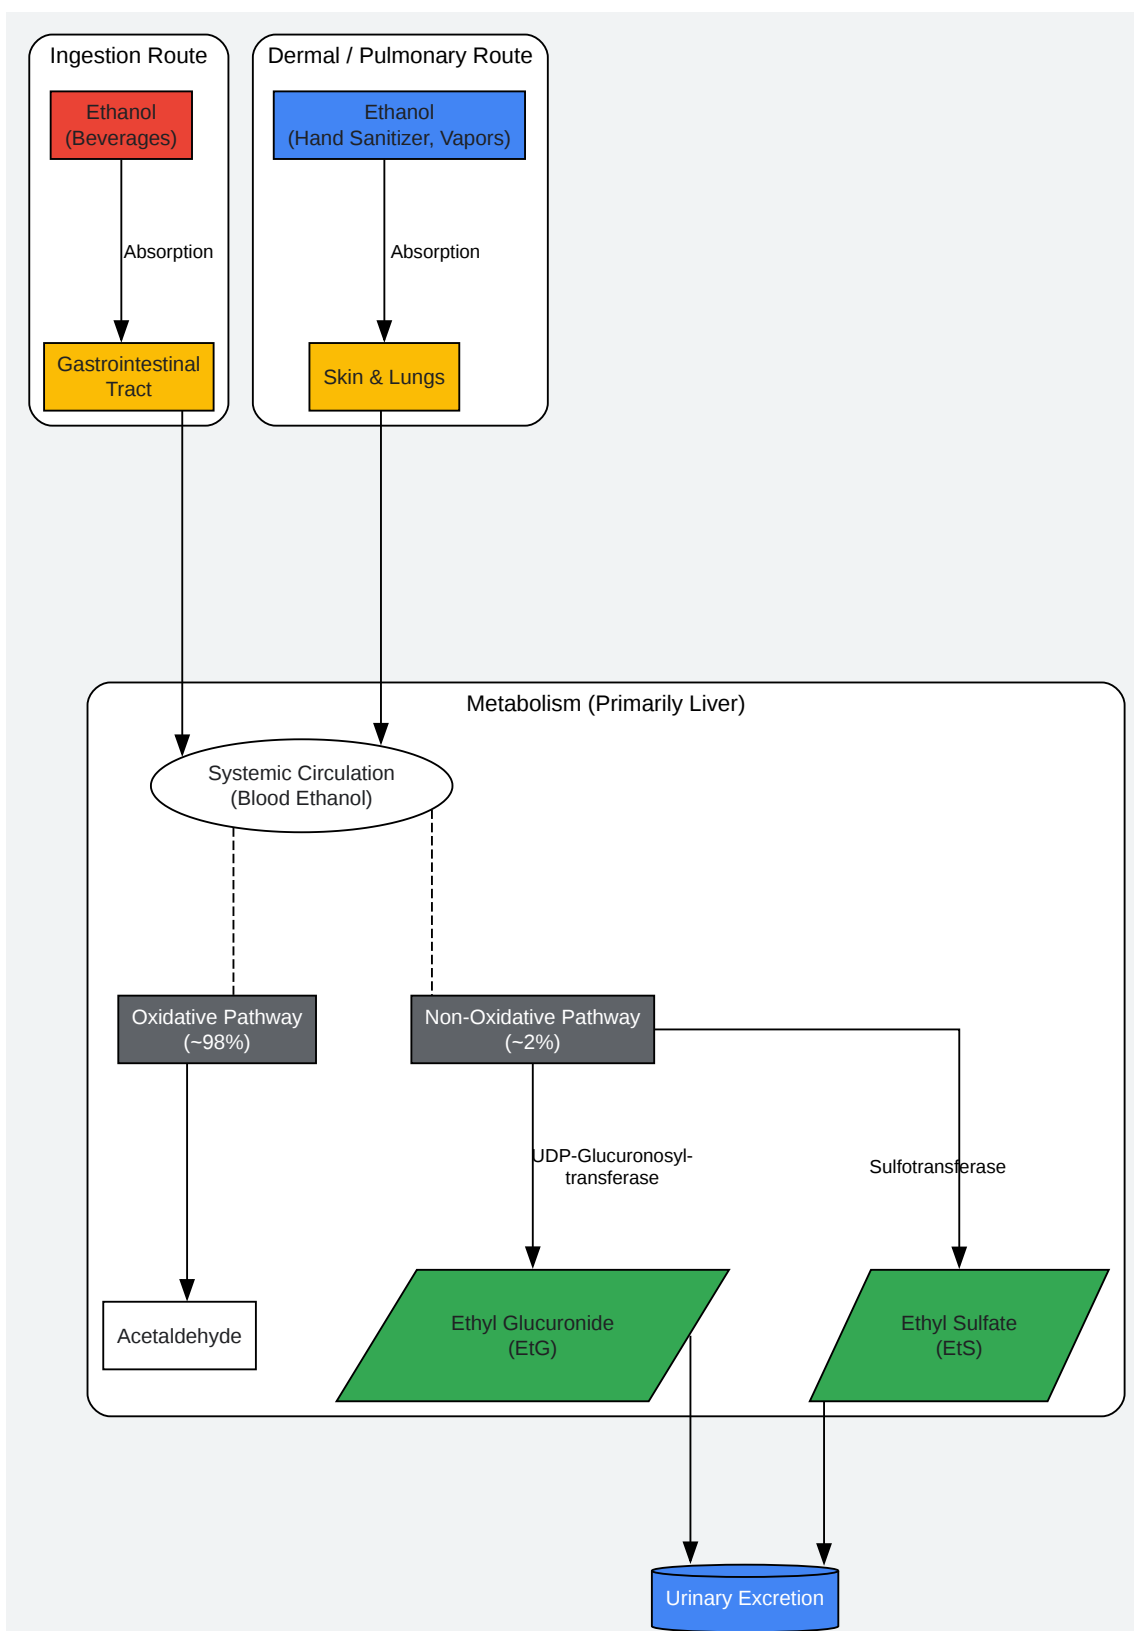 Ingestion Route
Dermal / Pulmonary Route
Ethanol
(Beverages)
Ethanol
(Hand Sanitizer, Vapors)
Absorption
Absorption
Gastrointestinal
Tract
Skin & Lungs
Metabolism (Primarily Liver)
Systemic Circulation
(Blood Ethanol)
Oxidative Pathway
(~98%)
Non-Oxidative Pathway
(~2%)
UDP-Glucuronosyl-
transferase
Sulfotransferase
Acetaldehyde
Ethyl Glucuronide
(EtG)
Ethyl Sulfate
(EtS)
Urinary Excretion